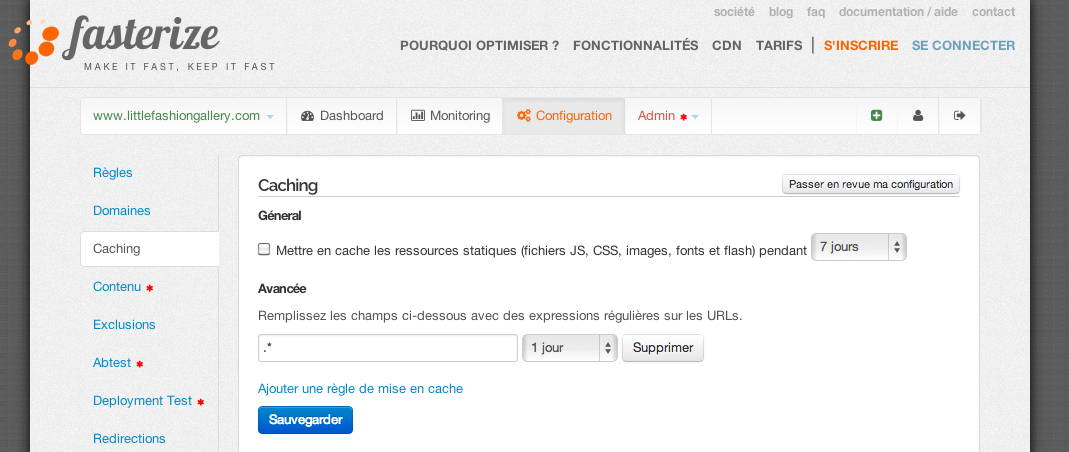 société blog faq documentation / aide contact
fasterize
MAKE IT FAST, KEEP IT FAST
POURQUOI OPTIMISER ? FONCTIONNALITÉS CDN TARIFS | S'INSCRIRE SE CONNECTER
www.littlefashiongallery.com Dashboard Monitoring Configuration Admin *
Règles
Domaines
Caching
Contenu *
Exclusions
Abtest *
Deployment Test *
Redirections
Caching Passer en revue ma configuration
Géneral
Mettre en cache les ressources statiques (fichiers JS, CSS, images, fonts et flash) pendant 7 jours
Avancée
Remplissez les champs ci-dessous avec des expressions régulières sur les URLs.
.* 1 jour Supprimer
Ajouter une règle de mise en cache
Sauvegarder